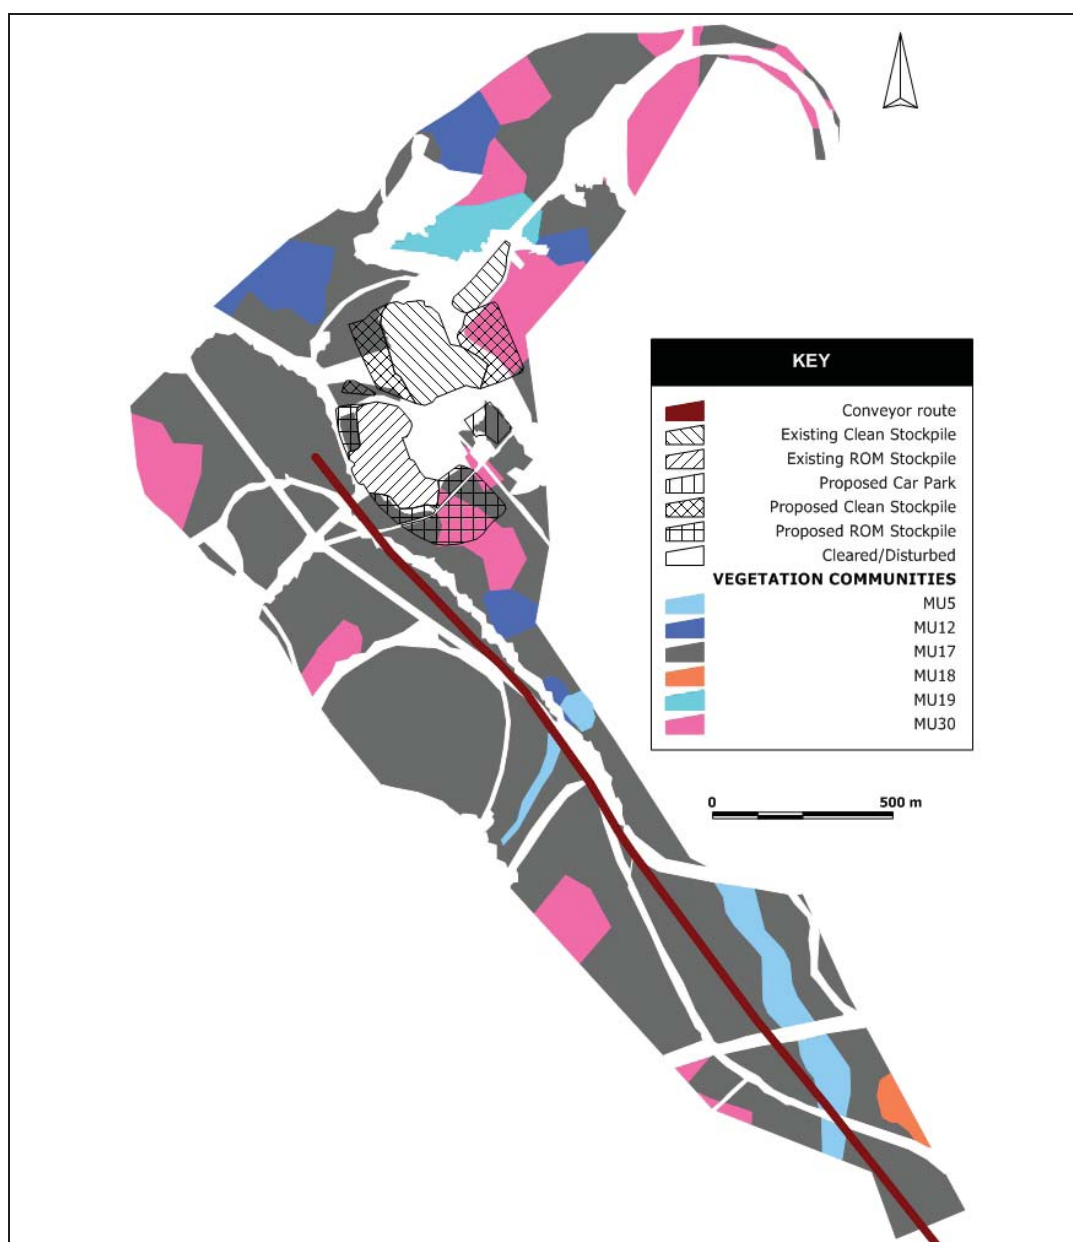 KEY
Conveyor route
Existing Clean Stockpile
Existing ROM Stockpile
Proposed Car Park
Proposed Clean Stockpile
Proposed ROM Stockpile
Cleared/Disturbed
VEGETATION COMMUNITIES
MU5
MU12
MU17
MU18
MU19
MU30
0 500 m